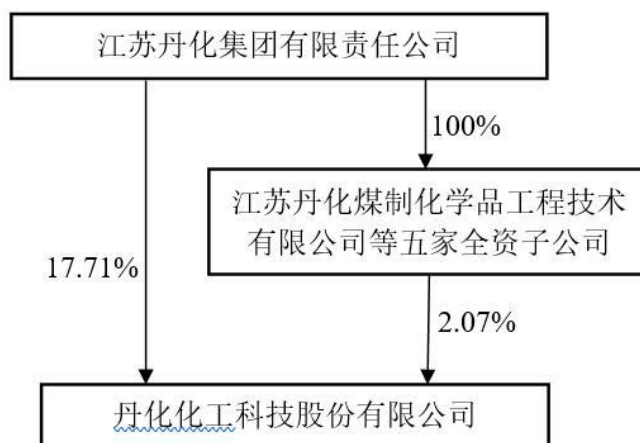 江苏丹化集团有限责任公司
100%
江苏丹化煤制化学品工程技术
有限公司等五家全资子公司
17.71%
2.07%
丹化化工科技股份有限公司